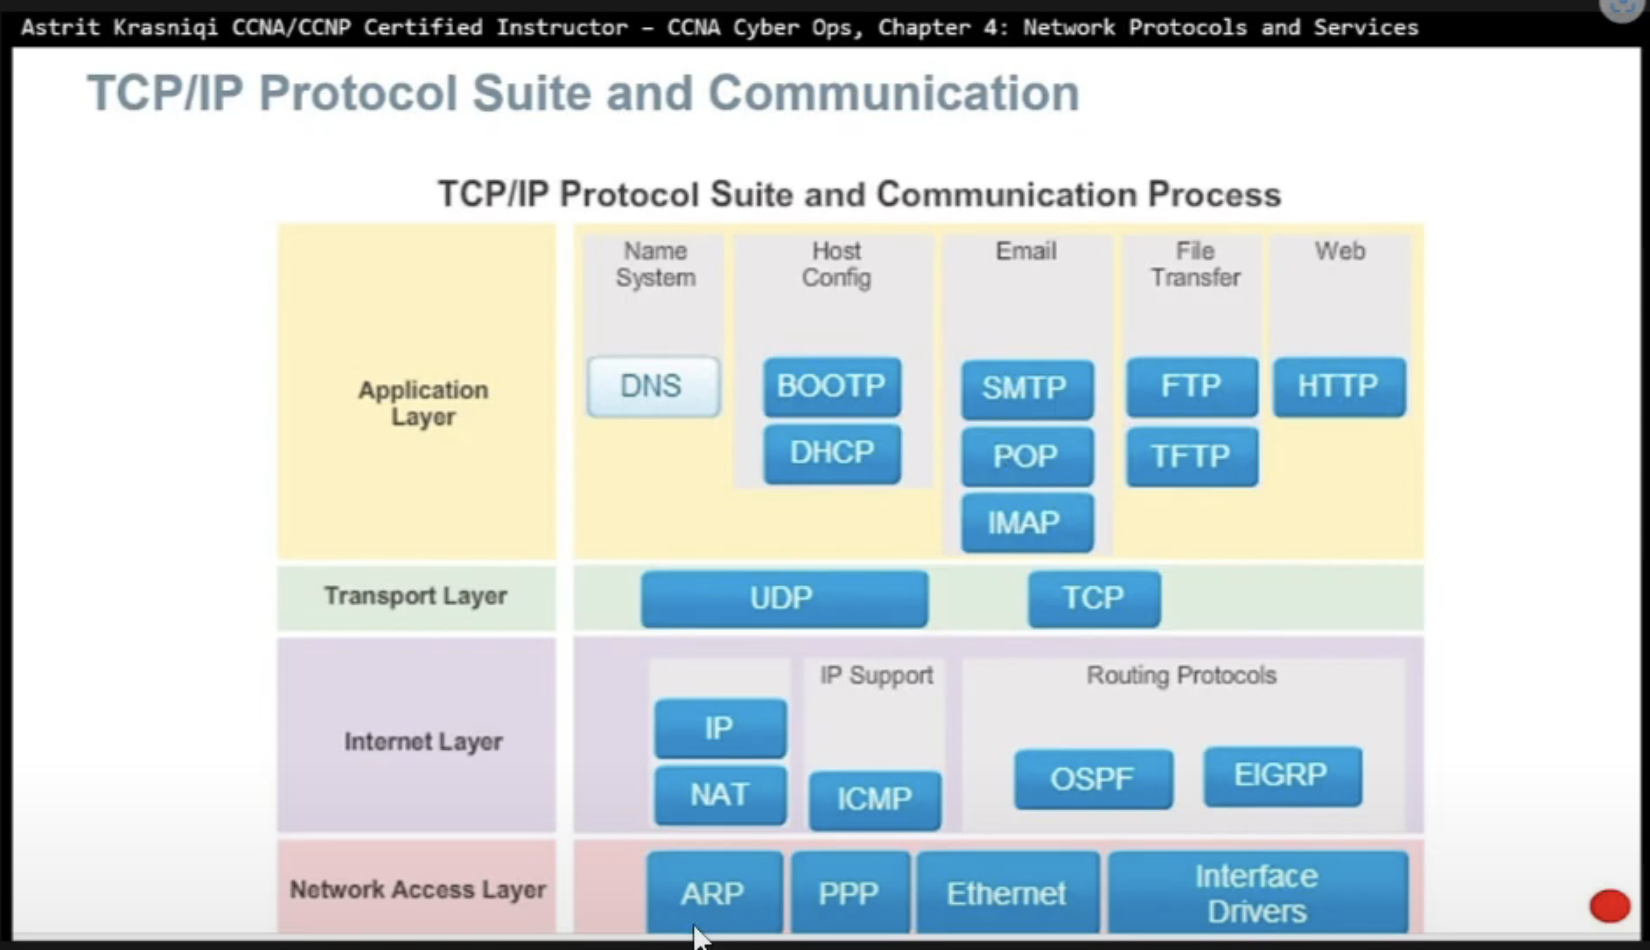 Astrit Krasniqi CCNA/CCNP Certified Instructor – CCNA Cyber Ops, Chapter 4: Network Protocols and Services
TCP/IP Protocol Suite and Communication
TCP/IP Protocol Suite and Communication Process
Application
Layer
Name
System
Host
Config
Email
File
Transfer
Web
DNS
BOOTP
SMTP
FTP
HTTP
DHCP
POP
TFTP
IMAP
Transport Layer
UDP
TCP
Internet Layer
IP Support
Routing Protocols
IP
NAT
ICMP
OSPF
EIGRP
Network Access Layer
ARP
PPP
Ethernet
Interface
Drivers